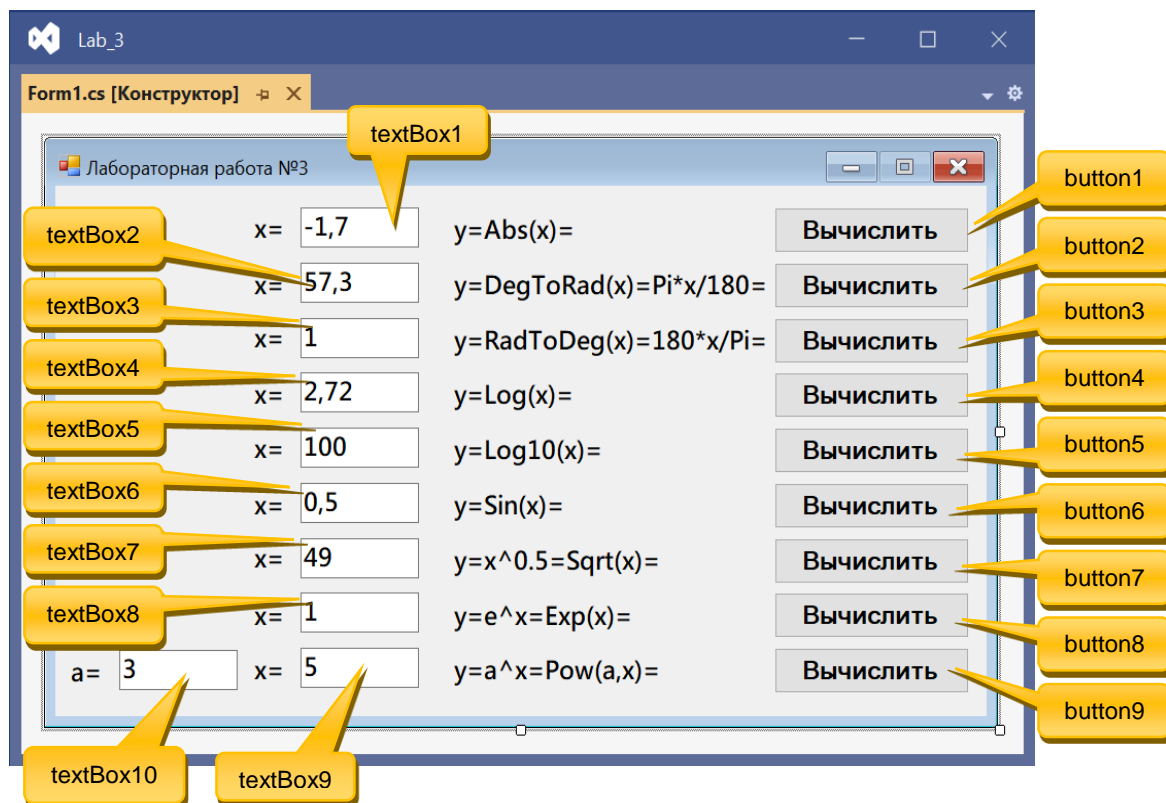 Lab_3
Form1.cs [Конструктор]
textBox1
Лабораторная работа №3
button1
x= -1,7 y=Abs(x)= Вычислить
textBox2
button2
x= 57,3 y=DegToRad(x)=Pi*x/180= Вычислить
textBox3
button3
x= 1 y=RadToDeg(x)=180*x/Pi= Вычислить
textBox4
button4
x= 2,72 y=Log(x)= Вычислить
textBox5
button5
x= 100 y=Log10(x)= Вычислить
textBox6
button6
x= 0,5 y=Sin(x)= Вычислить
textBox7
button7
x= 49 y=x^0.5=Sqrt(x)= Вычислить
textBox8
button8
x= 1 y=e^x=Exp(x)= Вычислить
a= 3 x= 5 y=a^x=Pow(a,x)= Вычислить
button9
textBox10
textBox9